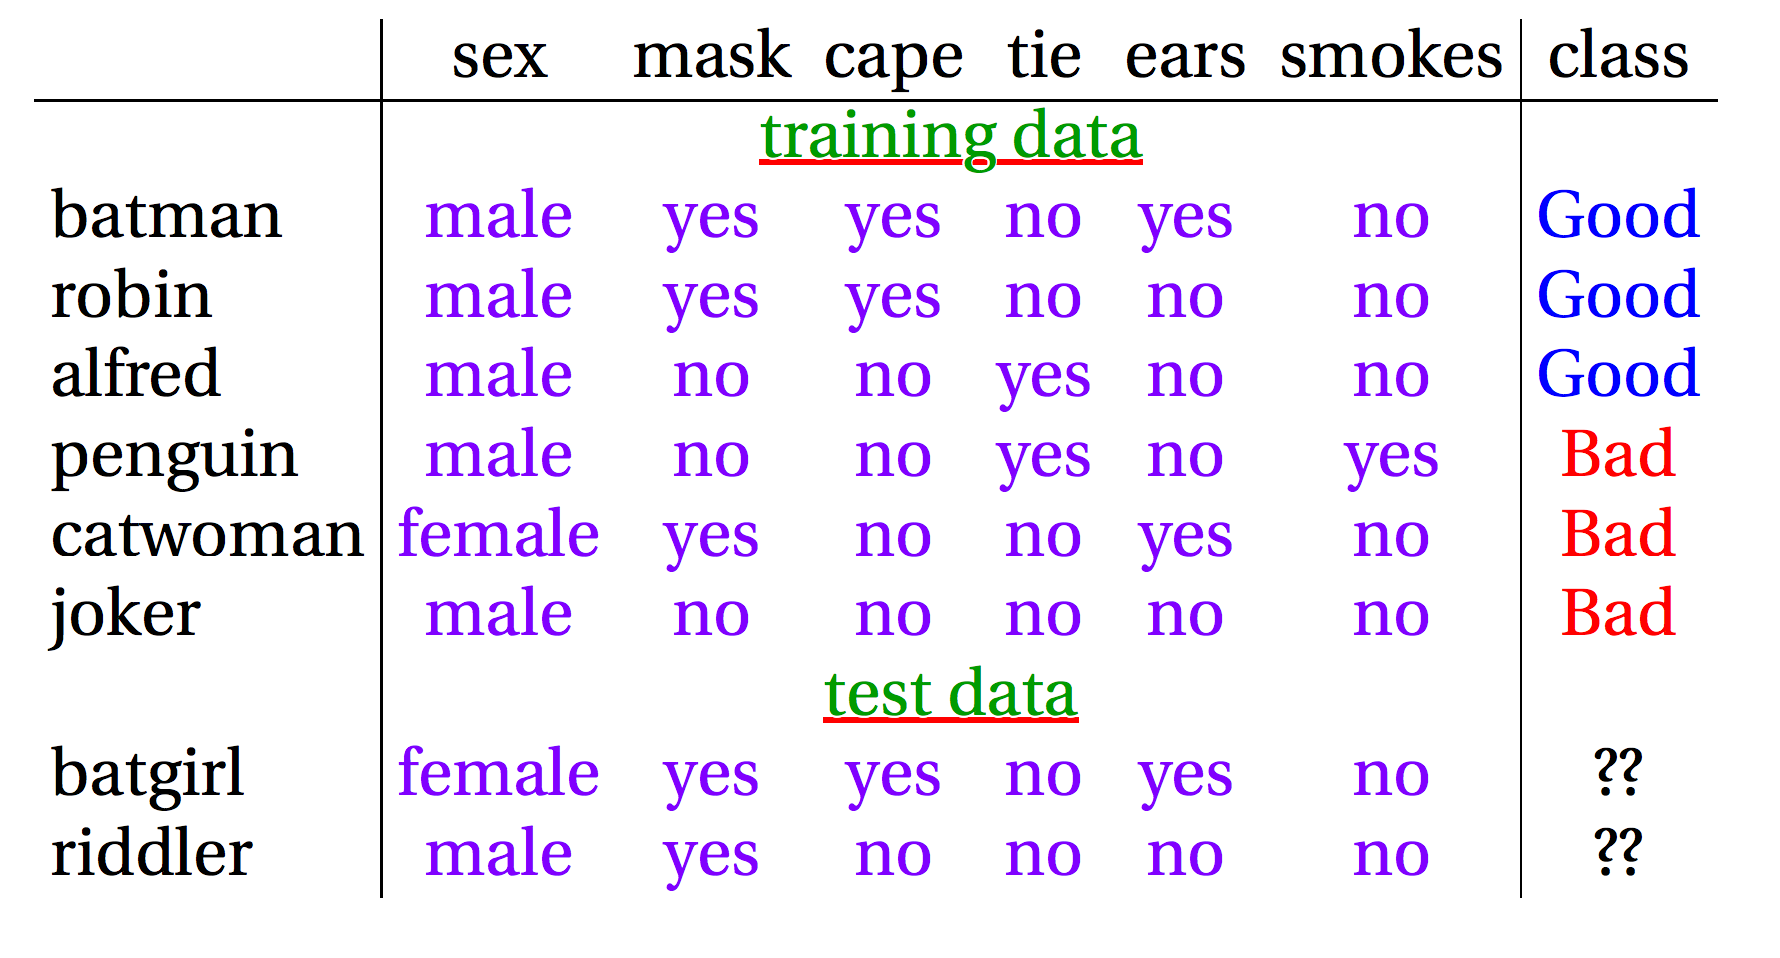 sex mask cape tie ears smokes class
training data
batman male yes yes no yes no Good
robin male yes yes no no no Good
alfred male no no yes no no Good
penguin male no no yes no yes Bad
catwoman female yes no no yes no Bad
joker male no no no no no Bad
test data
batgirl female yes yes no yes no ??
riddler male yes no no no no ??